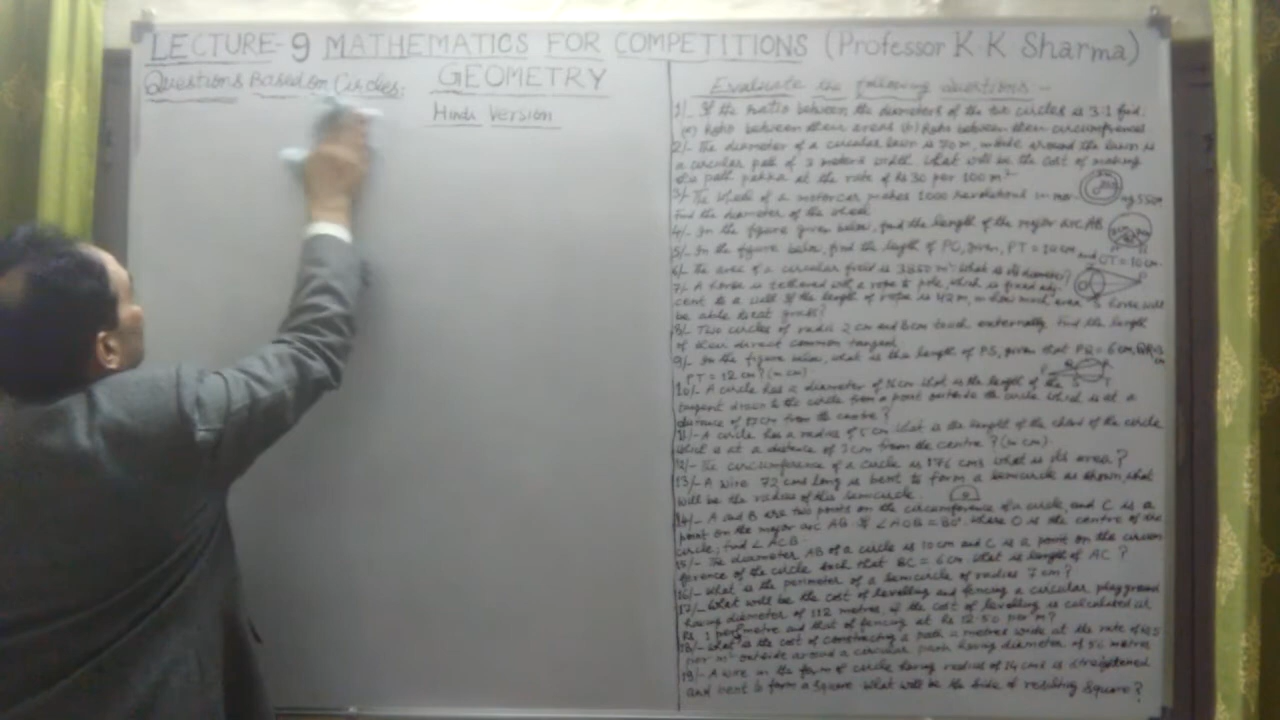 LECTURE-9 MATHEMATICS FOR COMPETITIONS (Professor K K Sharma)
Questions Based on Circles:
GEOMETRY
Hindi Version
Evaluate the following questions:-
1/- If the ratio between the diameters of the two circles is 3:1 find.
(a) Ratio between their areas (b) Ratio between their circumferences
2/- The diameter of a circular lawn is 70 m, outside around the lawn is
a circular path of 3 meters width. What will be the cost of making
this path pakka at the rate of Rs 30 per 100 m²
3/- The wheel of a motorcar makes 1000 revolutions in
Find the diameter of the wheel
4/- In the figure given below, find the length of the major arc AB
5/- In the figure below, find the length of PO, given, PT = 10 cm and OT = 10 cm.
6/- The area of a circular field is 3850 m². What is its diameter?
7/- A horse is tethered with a rope to pole, which is fixed adj-
cent to a wall If the length of rope is 42 m, in how much area horse will
be able to eat grass?
8/- Two circles of radii 2 cm and 8 cm touch externally. Find the length
of their direct common tangent
9/- In the figure below, what is the length of PS, given that PQ = 6 cm,
PT = 12 cm? (in cm)
10/- A circle has a diameter of 16 cm What is the length of the
tangent drawn to the circle from a point outside the circle which is at a
distance of 17 cm from the centre?
11/- A circle has a radius of 5 cm What is the length of the chord of the circle
which is at a distance of 3 cm from the centre? (in cm).
12/- The circumference of a circle is 176 cms What is its area?
13/- A wire 72 cms long is bent to form a semicircle as shown, what
will be the radius of this semicircle.
14/- A and B are two points on the circumference of a circle, and C is a
point on the major arc AB If ∠AOB = 80° where O is the centre of the
circle; find ∠ACB
15/- The diameter AB of a circle is 10 cm and C is a point on the circum
ference of the circle such that BC = 6 cm. What is length of AC?
16/- What is the perimeter of a semicircle of radius 7 cm?
17/- What will be the cost of levelling and fencing a circular playground
having diameter of 112 metres if the cost of levelling is calculated at
Rs 1 per metre and that of fencing at Rs 12.50 per m?
18/- What is the cost of constructing a path metres wide at the rate of
per m² outside around a circular park having diameter of 56 metres
19/- A wire in the form of circle having radius of 14 cms is straightened
and bent to form a square What will be the side of resulting square?